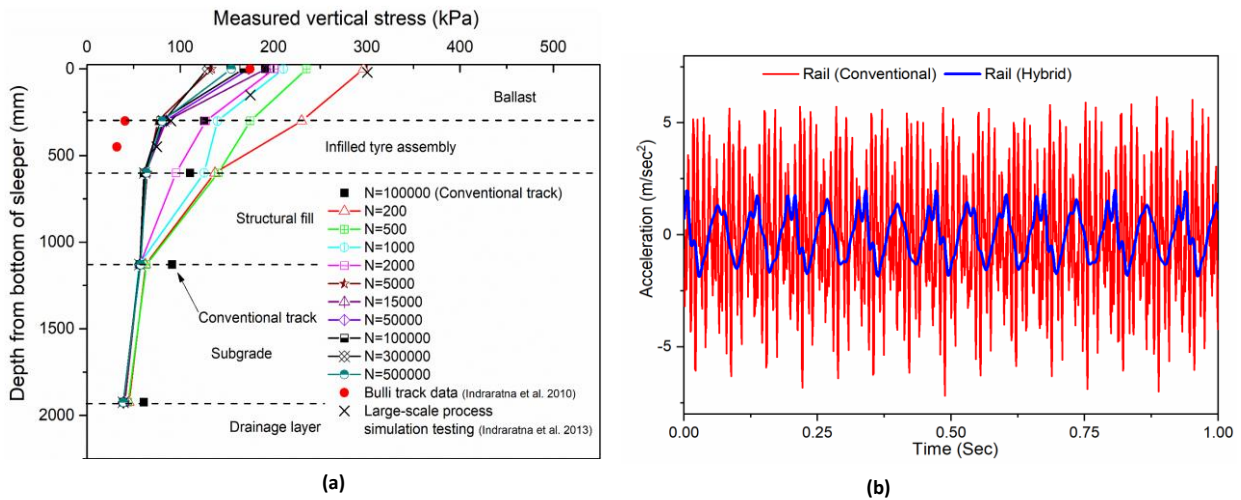 Measured vertical stress (kPa)
0 100 200 300 400 500
Depth from bottom of sleeper (mm)
0
500
1000
1500
2000
Ballast
Infilled tyre assembly
Structural fill
Conventional track
Subgrade
Drainage layer
N=100000 (Conventional track)
N=200
N=500
N=1000
N=2000
N=5000
N=15000
N=50000
N=100000
N=300000
N=500000
Bulli track data (Indraratna et al. 2010)
Large-scale process
simulation testing (Indraratna et al. 2013)
(a)
Rail (Conventional) Rail (Hybrid)
Acceleration (m/sec²)
5
0
-5
0.00 0.25 0.50 0.75 1.00
Time (Sec)
(b)